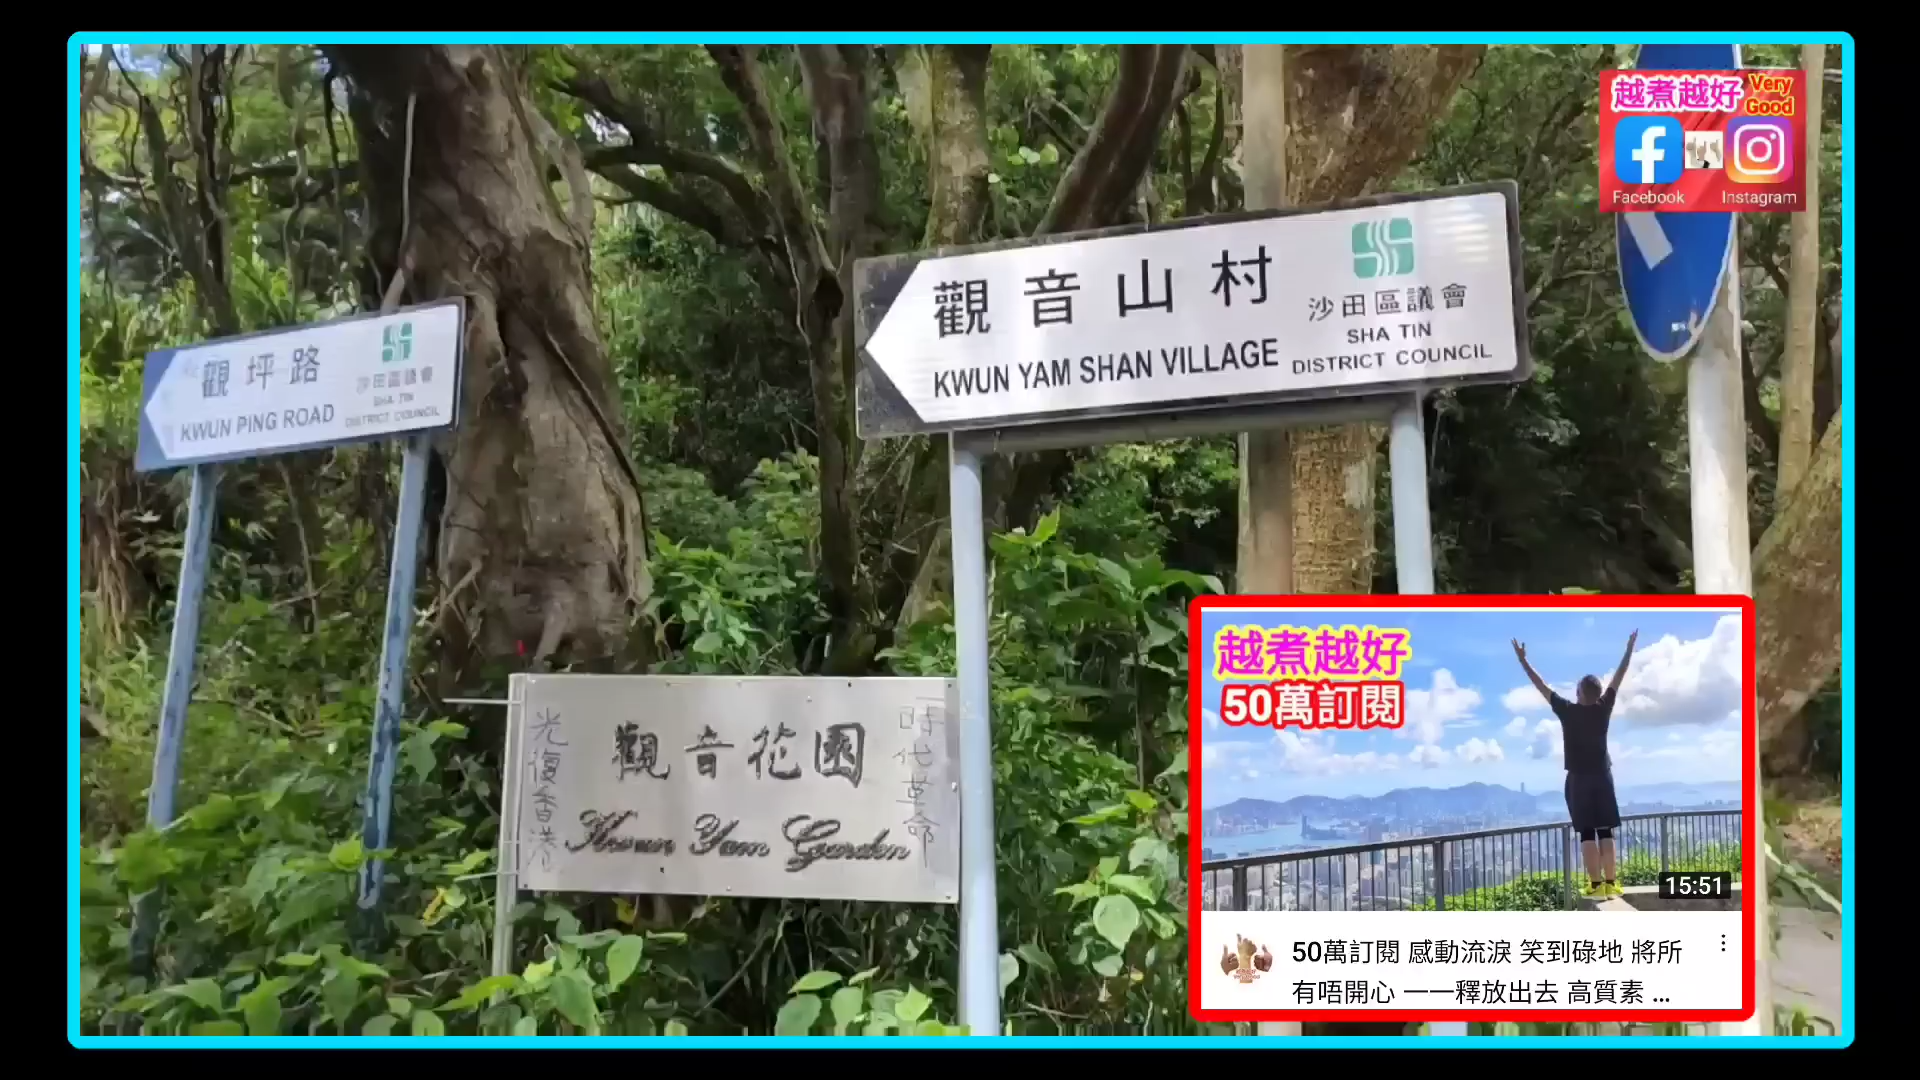 觀坪路
KWUN PING ROAD
沙田區議會
SHA TIN
DISTRICT COUNCIL
觀音山村
KWUN YAM SHAN VILLAGE
沙田區議會
SHA TIN
DISTRICT COUNCIL
越煮越好
Very
Good
Facebook
Instagram
光復香港
觀音花園
Kwun Yam Garden
時代革命
越煮越好
50萬訂閱
15:51
50萬訂閱 感動流淚 笑到碌地 將所
有唔開心 一一釋放出去 高質素 ...